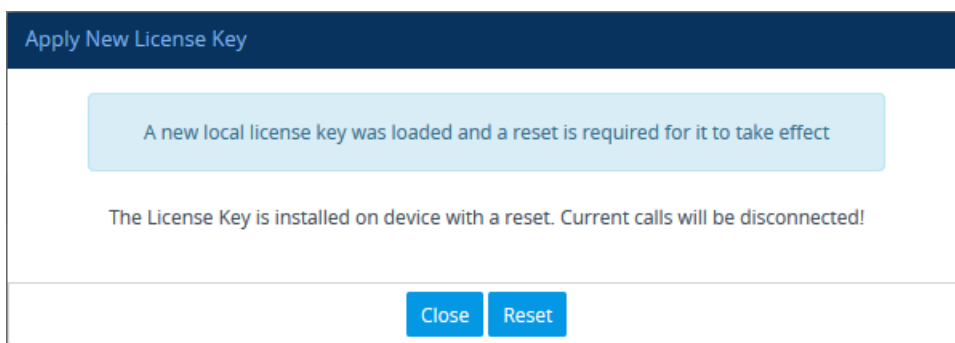 Apply New License Key
A new local license key was loaded and a reset is required for it to take effect
The License Key is installed on device with a reset. Current calls will be disconnected!
Close Reset